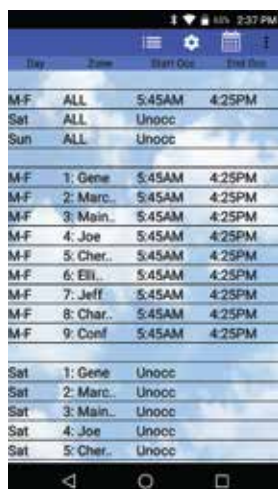 2:37 PM
Day Zone Start Occ End Occ
M-F ALL 5:45AM 4:25PM
Sat ALL Unocc
Sun ALL Unocc
M-F 1: Gene 5:45AM 4:25PM
M-F 2: Marc.. 5:45AM 4:25PM
M-F 3: Main.. 5:45AM 4:25PM
M-F 4: Joe 5:45AM 4:25PM
M-F 5: Cher.. 5:45AM 4:25PM
M-F 6: Elli... 5:45AM 4:25PM
M-F 7: Jeff 5:45AM 4:25PM
M-F 8: Char.. 5:45AM 4:25PM
M-F 9: Conf 5:45AM 4:25PM
Sat 1: Gene Unocc
Sat 2: Marc.. Unocc
Sat 3: Main.. Unocc
Sat 4: Joe Unocc
Sat 5: Cher.. Unocc